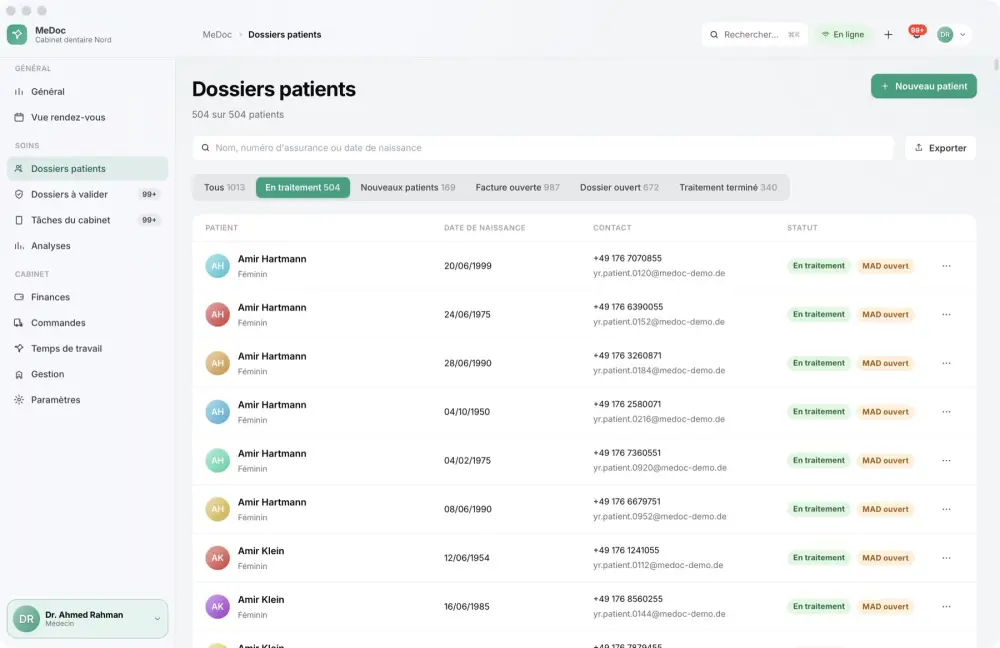 MeDoc
Cabinet dentaire Nord
MeDoc › Dossiers patients
Rechercher... ⌘K
En ligne
99+
DR
GÉNÉRAL
Général
Vue rendez-vous
SOINS
Dossiers patients
Dossiers à valider 99+
Tâches du cabinet 99+
Analyses
CABINET
Finances
Commandes
Temps de travail
Gestion
Paramètres
DR
Dr. Ahmed Rahman
Médecin
Dossiers patients
504 sur 504 patients
+ Nouveau patient
Nom, numéro d'assurance ou date de naissance
Exporter
Tous 1013 En traitement 504 Nouveaux patients 169 Facture ouverte 987 Dossier ouvert 672 Traitement terminé 340
PATIENT DATE DE NAISSANCE CONTACT STATUT
AH Amir Hartmann 20/06/1999 +49 176 7070855 En traitement MAD ouvert
Féminin yr.patient.0120@medoc-demo.de
AH Amir Hartmann 24/06/1975 +49 176 6390055 En traitement MAD ouvert
Féminin yr.patient.0152@medoc-demo.de
AH Amir Hartmann 28/06/1990 +49 176 3260871 En traitement MAD ouvert
Féminin yr.patient.0184@medoc-demo.de
AH Amir Hartmann 04/10/1950 +49 176 2580071 En traitement MAD ouvert
Féminin yr.patient.0216@medoc-demo.de
AH Amir Hartmann 04/02/1975 +49 176 7360551 En traitement MAD ouvert
Féminin yr.patient.0920@medoc-demo.de
AH Amir Hartmann 08/06/1990 +49 176 6679751 En traitement MAD ouvert
Féminin yr.patient.0952@medoc-demo.de
AK Amir Klein 12/06/1954 +49 176 1241055 En traitement MAD ouvert
Féminin yr.patient.0112@medoc-demo.de
AK Amir Klein 16/06/1985 +49 176 8560255 En traitement MAD ouvert
Féminin yr.patient.0144@medoc-demo.de
Amir Klein +49 176 7879455